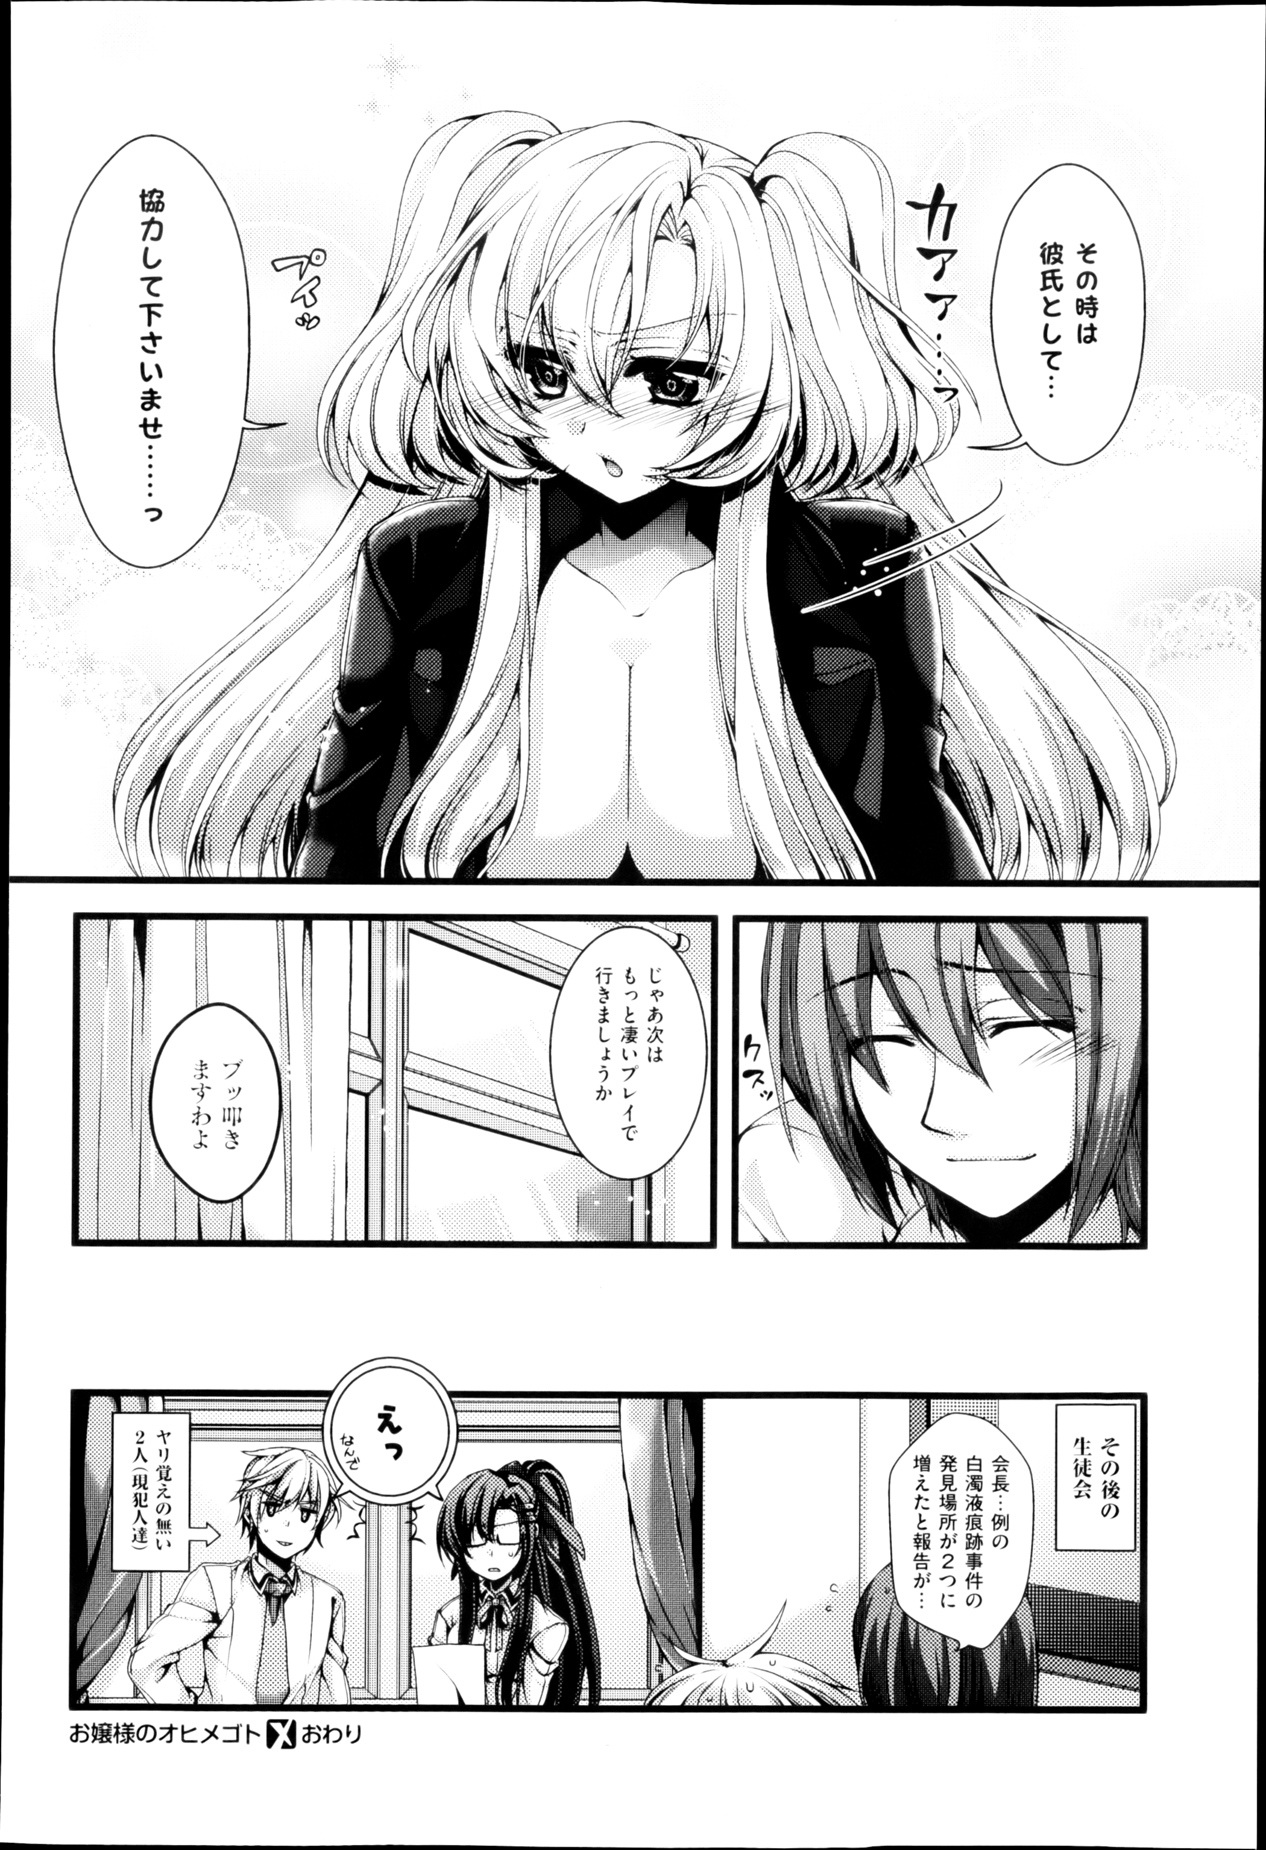 その時は
彼氏として…
カァァ……っ
プイッ
協力して下さいませ……っ
クスッ
じゃあ次は
もっと凄いプレイで
行きましょうか
ブッ叩き
ますわよ
その後の
生徒会
会長…例の
白濁液痕跡事件の
発見場所が2つに
増えたと報告が…
えっ
なんで
ヤリ覚えの無い
2人（現犯人達）
お嬢様のオヒメゴト X おわり